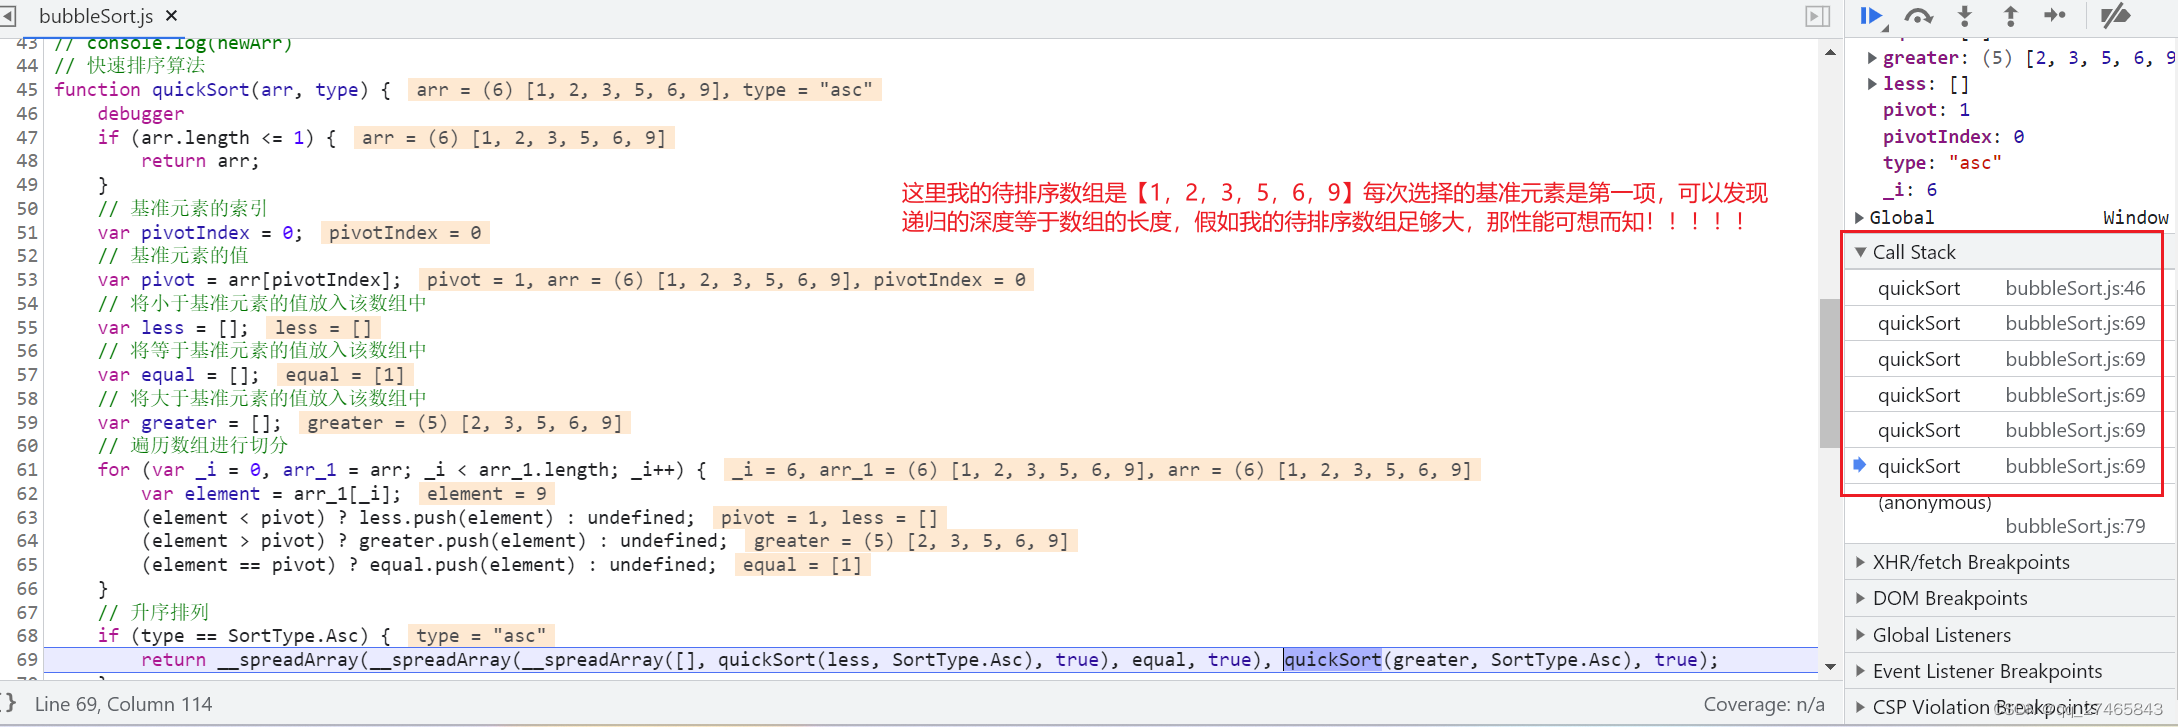 bubbleSort.js ×
43 // console.log(newArr)
44 // 快速排序算法
45 function quickSort(arr, type) { arr = (6) [1, 2, 3, 5, 6, 9], type = "asc"
46 debugger
47 if (arr.length <= 1) { arr = (6) [1, 2, 3, 5, 6, 9]
48 return arr;
49 }
50 // 基准元素的索引
51 var pivotIndex = 0; pivotIndex = 0
52 // 基准元素的值
53 var pivot = arr[pivotIndex]; pivot = 1, arr = (6) [1, 2, 3, 5, 6, 9], pivotIndex = 0
54 // 将小于基准元素的值放入该数组中
55 var less = []; less = []
56 // 将等于基准元素的值放入该数组中
57 var equal = []; equal = [1]
58 // 将大于基准元素的值放入该数组中
59 var greater = []; greater = (5) [2, 3, 5, 6, 9]
60 // 遍历数组进行切分
61 for (var _i = 0, arr_1 = arr; _i < arr_1.length; _i++) { _i = 6, arr_1 = (6) [1, 2, 3, 5, 6, 9], arr = (6) [1, 2, 3, 5, 6, 9]
62 var element = arr_1[_i]; element = 9
63 (element < pivot) ? less.push(element) : undefined; pivot = 1, less = []
64 (element > pivot) ? greater.push(element) : undefined; greater = (5) [2, 3, 5, 6, 9]
65 (element == pivot) ? equal.push(element) : undefined; equal = [1]
66 }
67 // 升序排列
68 if (type == SortType.Asc) { type = "asc"
69 return __spreadArray(__spreadArray(__spreadArray([], quickSort(less, SortType.Asc), true), equal, true), quickSort(greater, SortType.Asc), true);
这里我的待排序数组是【1，2，3，5，6，9】每次选择的基准元素是第一项，可以发现
递归的深度等于数组的长度，假如我的待排序数组足够大，那性能可想而知！！！！！
{} Line 69, Column 114
Coverage: n/a
greater: (5) [2, 3, 5, 6, 9
less: []
pivot: 1
pivotIndex: 0
type: "asc"
_i: 6
Global Window
Call Stack
quickSort bubbleSort.js:46
quickSort bubbleSort.js:69
quickSort bubbleSort.js:69
quickSort bubbleSort.js:69
quickSort bubbleSort.js:69
quickSort bubbleSort.js:69
(anonymous)
bubbleSort.js:79
XHR/fetch Breakpoints
DOM Breakpoints
Global Listeners
Event Listener Breakpoints
CSP Violation Breakpoints